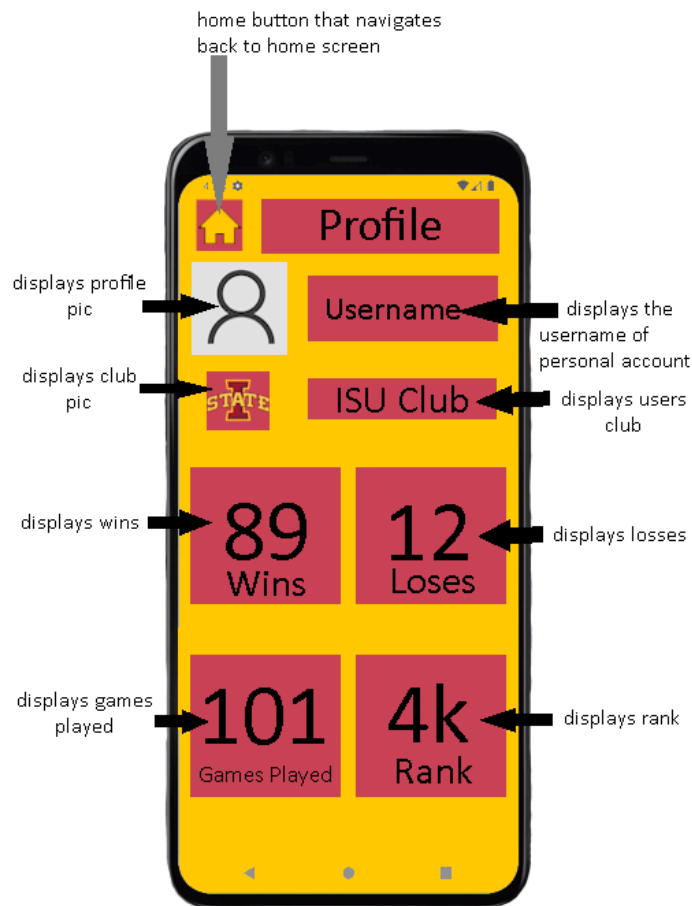 home button that navigates
back to home screen
Profile
displays profile
pic
Username
displays the
username of
personal account
displays club
pic
STATE
ISU Club
displays users
club
displays wins
89
Wins
12
Loses
displays losses
displays games
played
101
Games Played
4k
Rank
displays rank